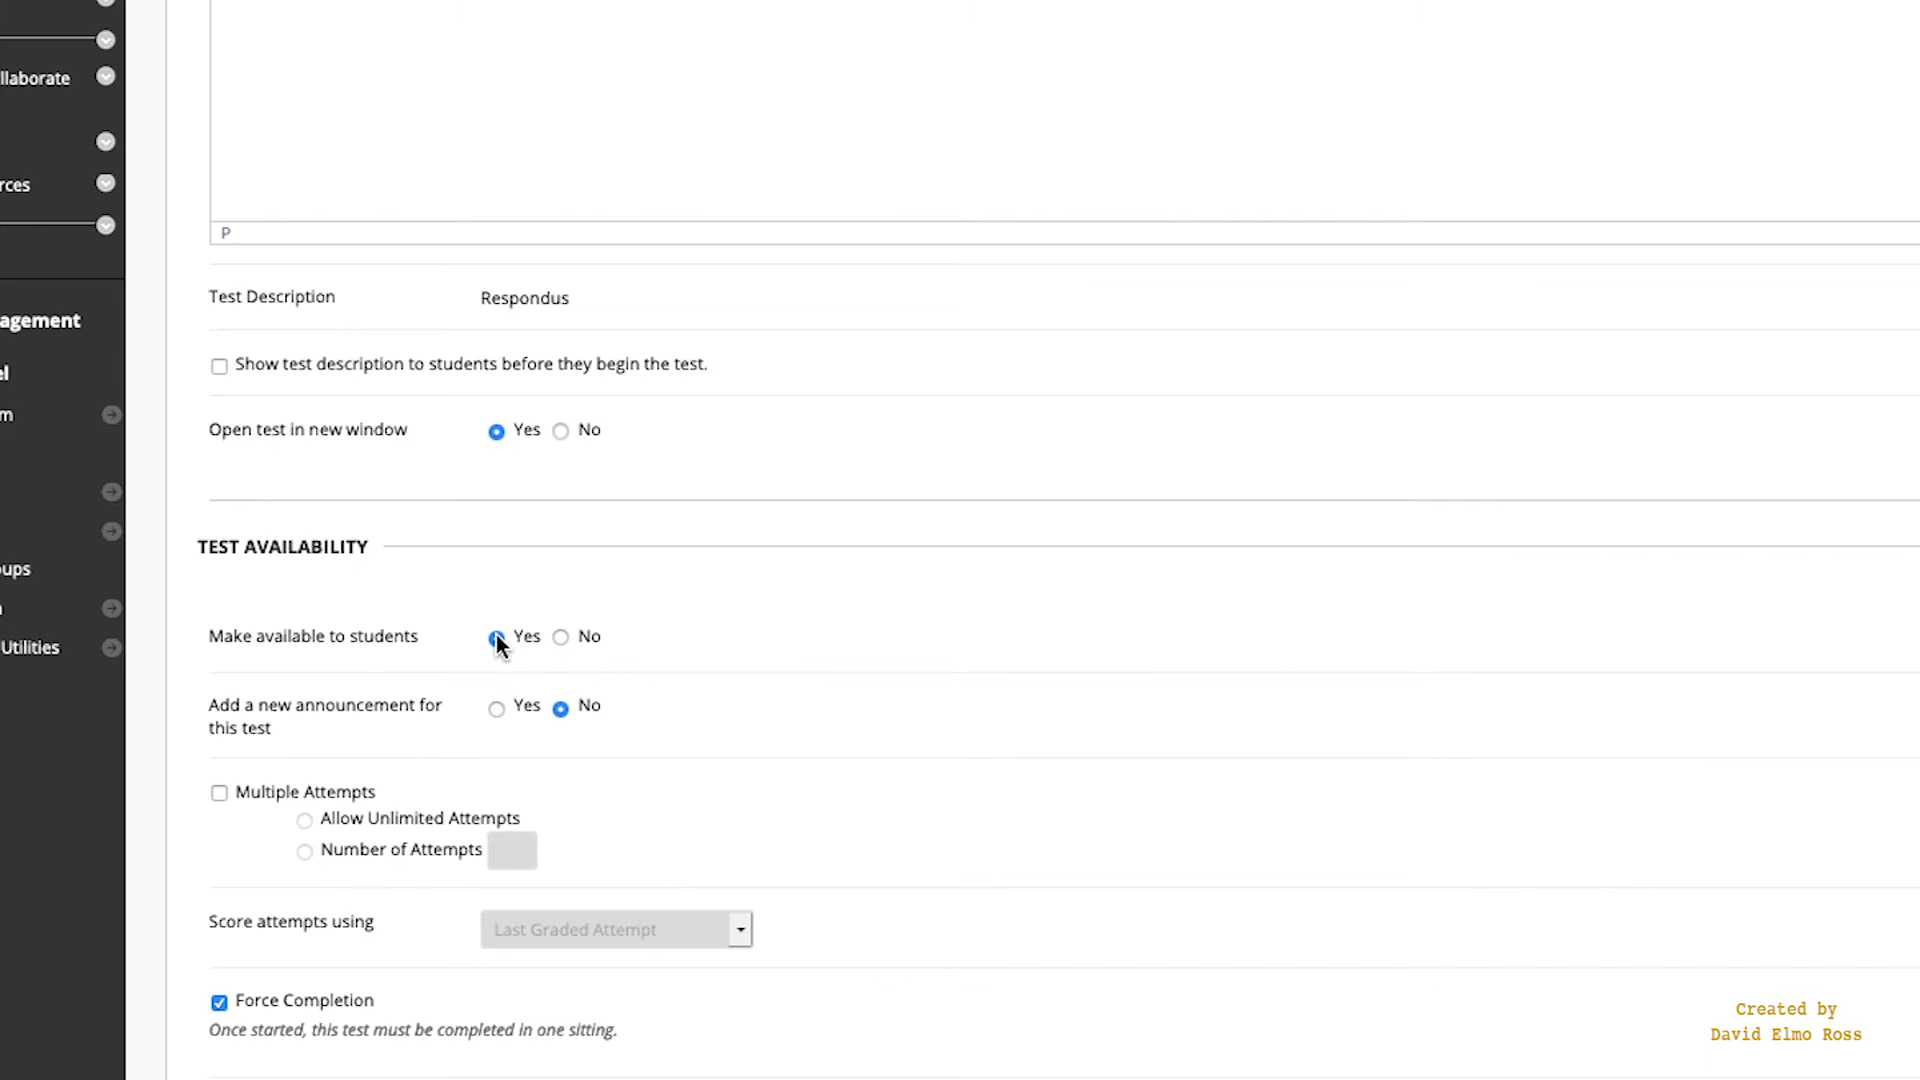 llaborate
rces
agement
el
m
oups
n
Utilities
P
Test Description Respondus
Show test description to students before they begin the test.
Open test in new window Yes No
TEST AVAILABILITY
Make available to students Yes No
Add a new announcement for
this test Yes No
Multiple Attempts
Allow Unlimited Attempts
Number of Attempts
Score attempts using Last Graded Attempt
Force Completion
Once started, this test must be completed in one sitting.
Created by
David Elmo Ross